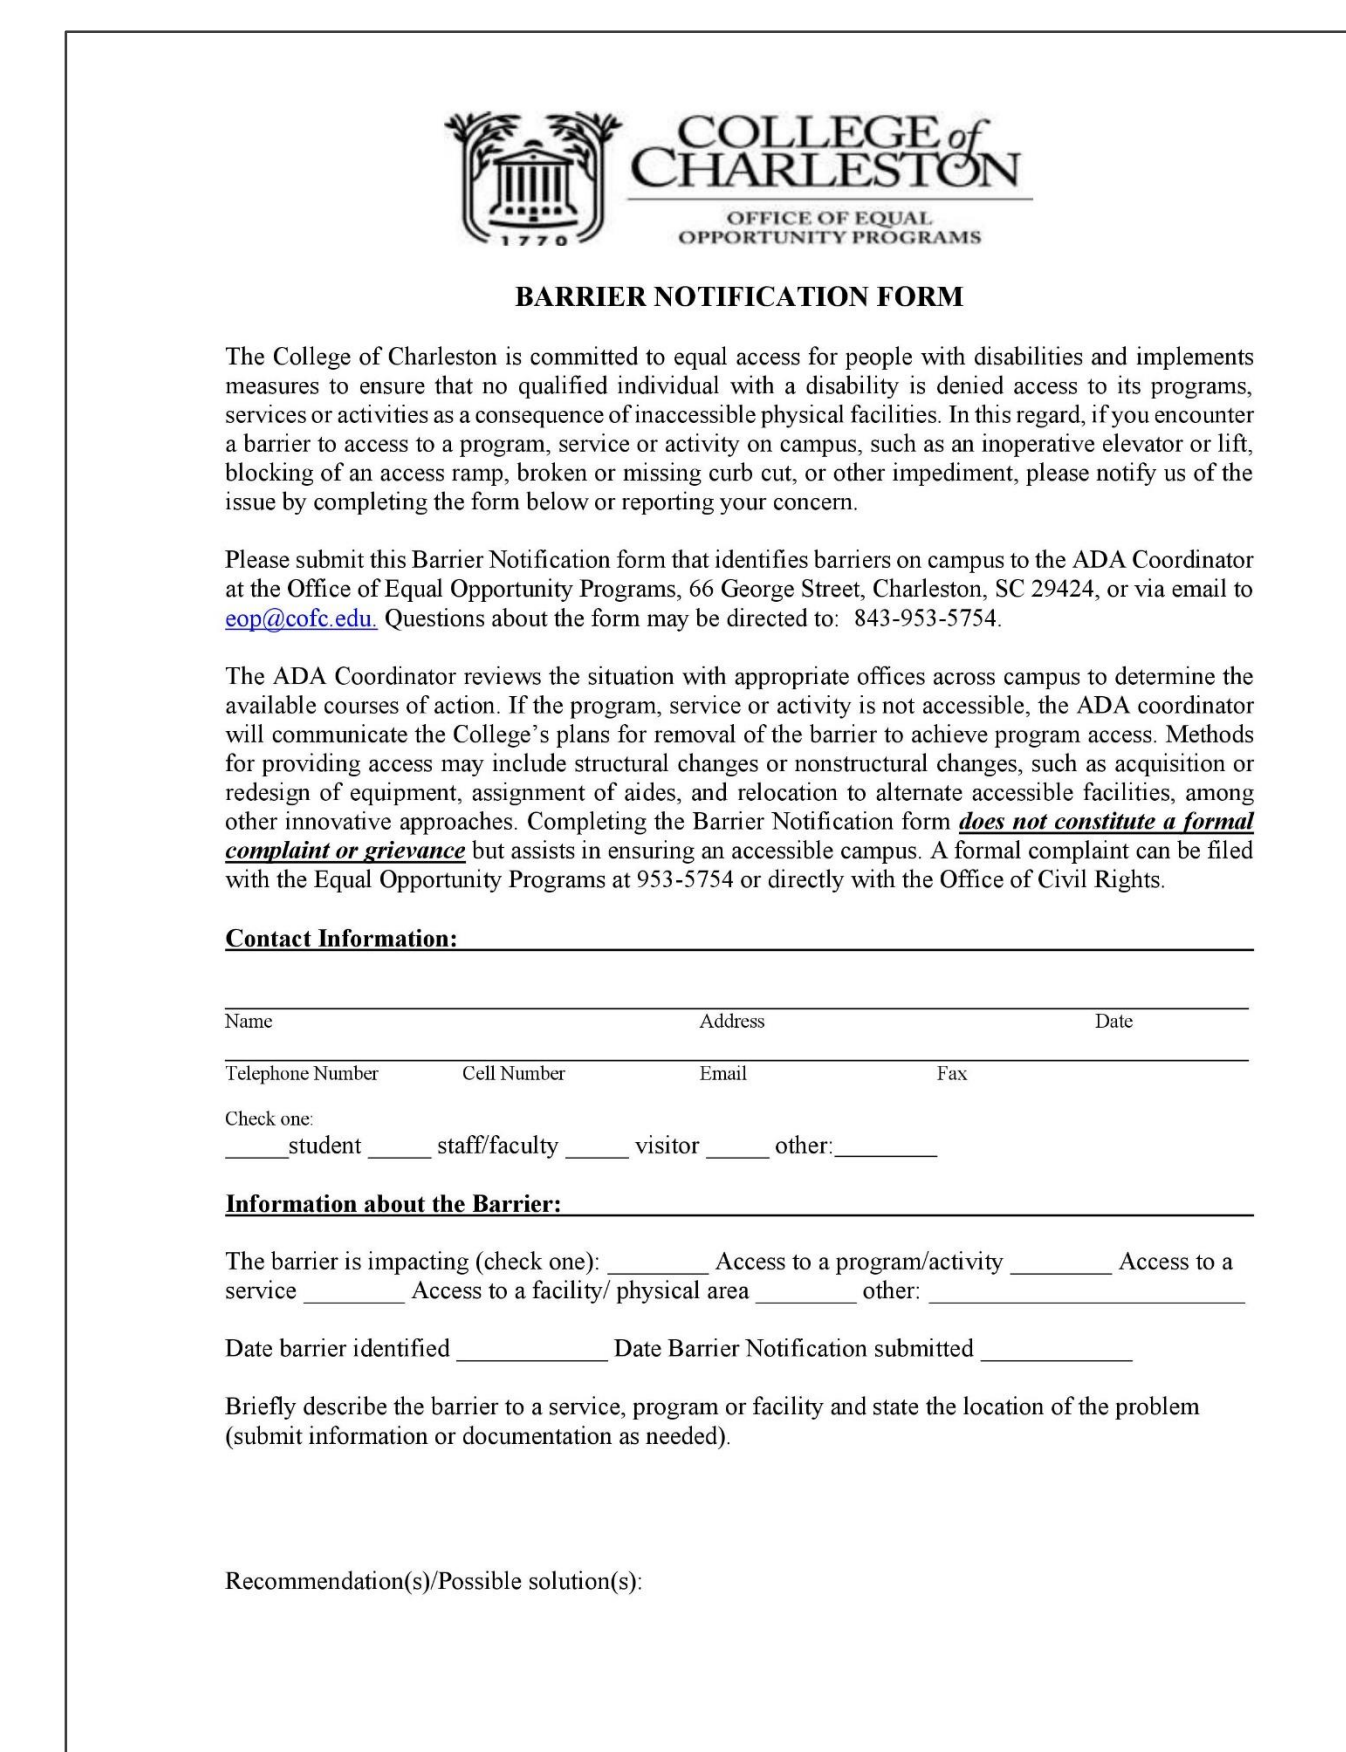 COLLEGE of
CHARLESTON
OFFICE OF EQUAL
OPPORTUNITY PROGRAMS
1770
BARRIER NOTIFICATION FORM
The College of Charleston is committed to equal access for people with disabilities and implements
measures to ensure that no qualified individual with a disability is denied access to its programs,
services or activities as a consequence of inaccessible physical facilities. In this regard, if you encounter
a barrier to access to a program, service or activity on campus, such as an inoperative elevator or lift,
blocking of an access ramp, broken or missing curb cut, or other impediment, please notify us of the
issue by completing the form below or reporting your concern.
Please submit this Barrier Notification form that identifies barriers on campus to the ADA Coordinator
at the Office of Equal Opportunity Programs, 66 George Street, Charleston, SC 29424, or via email to
eop@cofc.edu. Questions about the form may be directed to: 843-953-5754.
The ADA Coordinator reviews the situation with appropriate offices across campus to determine the
available courses of action. If the program, service or activity is not accessible, the ADA coordinator
will communicate the College's plans for removal of the barrier to achieve program access. Methods
for providing access may include structural changes or nonstructural changes, such as acquisition or
redesign of equipment, assignment of aides, and relocation to alternate accessible facilities, among
other innovative approaches. Completing the Barrier Notification form does not constitute a formal
complaint or grievance but assists in ensuring an accessible campus. A formal complaint can be filed
with the Equal Opportunity Programs at 953-5754 or directly with the Office of Civil Rights.
Contact Information:
Name Address Date
Telephone Number Cell Number Email Fax
Check one:
_____student _____ staff/faculty _____ visitor _____ other:________
Information about the Barrier:
The barrier is impacting (check one): ________ Access to a program/activity ________ Access to a
service ________ Access to a facility/ physical area ________ other: _________________________
Date barrier identified ____________ Date Barrier Notification submitted ____________
Briefly describe the barrier to a service, program or facility and state the location of the problem
(submit information or documentation as needed).
Recommendation(s)/Possible solution(s):